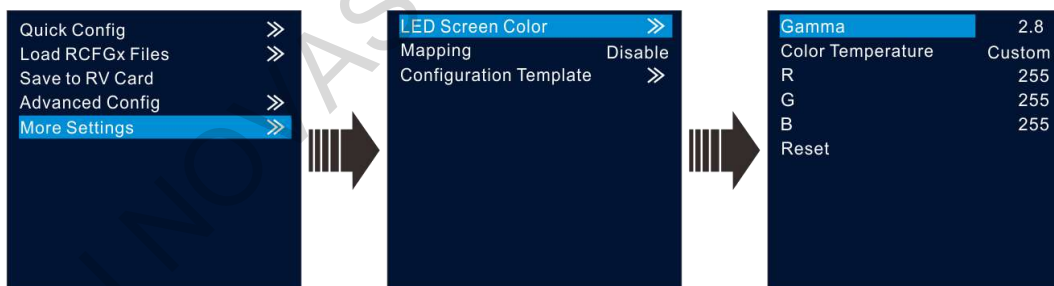 Quick Config
Load RCFGx Files
Save to RV Card
Advanced Config
More Settings
LED Screen Color
Mapping Disable
Configuration Template
Gamma 2.8
Color Temperature Custom
R 255
G 255
B 255
Reset